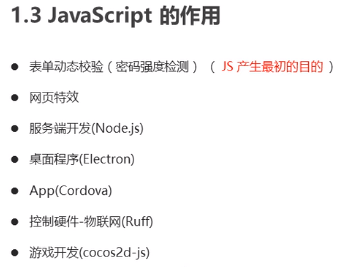 1.3 JavaScript 的作用
● 表单动态校验（密码强度检测）（ JS 产生最初的目的 ）
● 网页特效
● 服务端开发(Node.js)
● 桌面程序(Electron)
● App(Cordova)
● 控制硬件-物联网(Ruff)
● 游戏开发(cocos2d-js)